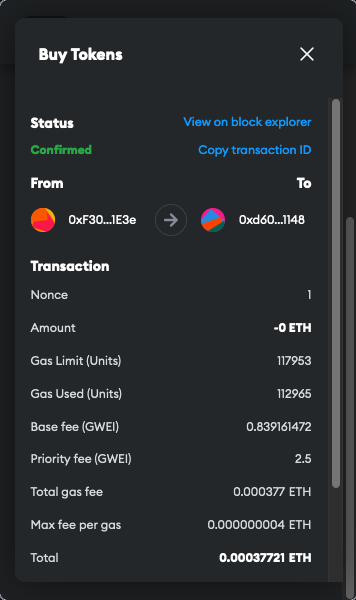 Buy Tokens
Status View on block explorer
Confirmed Copy transaction ID
From To
0xF30...1E3e 0xd60...1148
Transaction
Nonce 1
Amount -0 ETH
Gas Limit (Units) 117953
Gas Used (Units) 112965
Base fee (GWEI) 0.839161472
Priority fee (GWEI) 2.5
Total gas fee 0.000377 ETH
Max fee per gas 0.000000004 ETH
Total 0.00037721 ETH